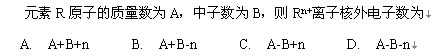 元素 R 原子的质量数为 A，中子数为 B，则 Rⁿ⁺离子核外电子数为↓
A. A+B+n B. A+B-n C. A-B+n D. A-B-n↓